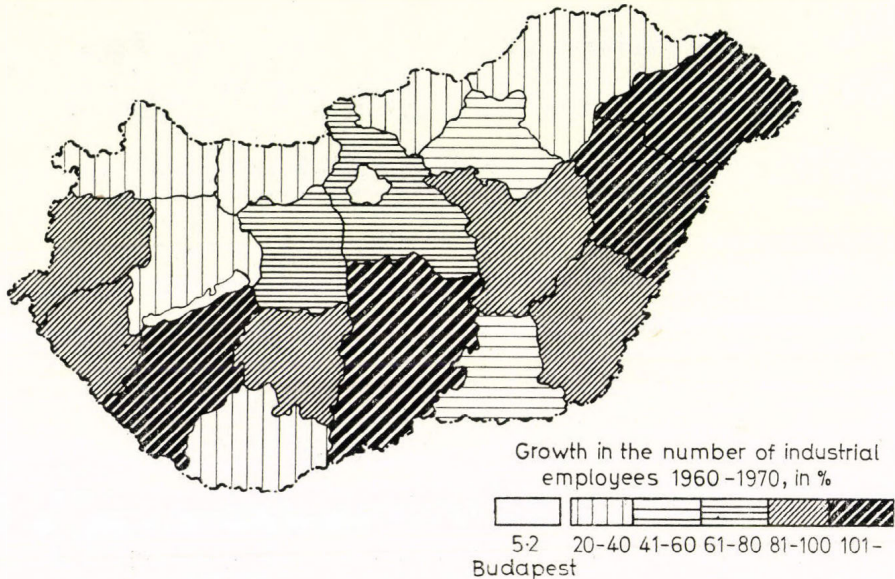 Growth in the number of industrial
employees 1960-1970, in %
5·2 20-40 41-60 61-80 81-100 101-
Budapest